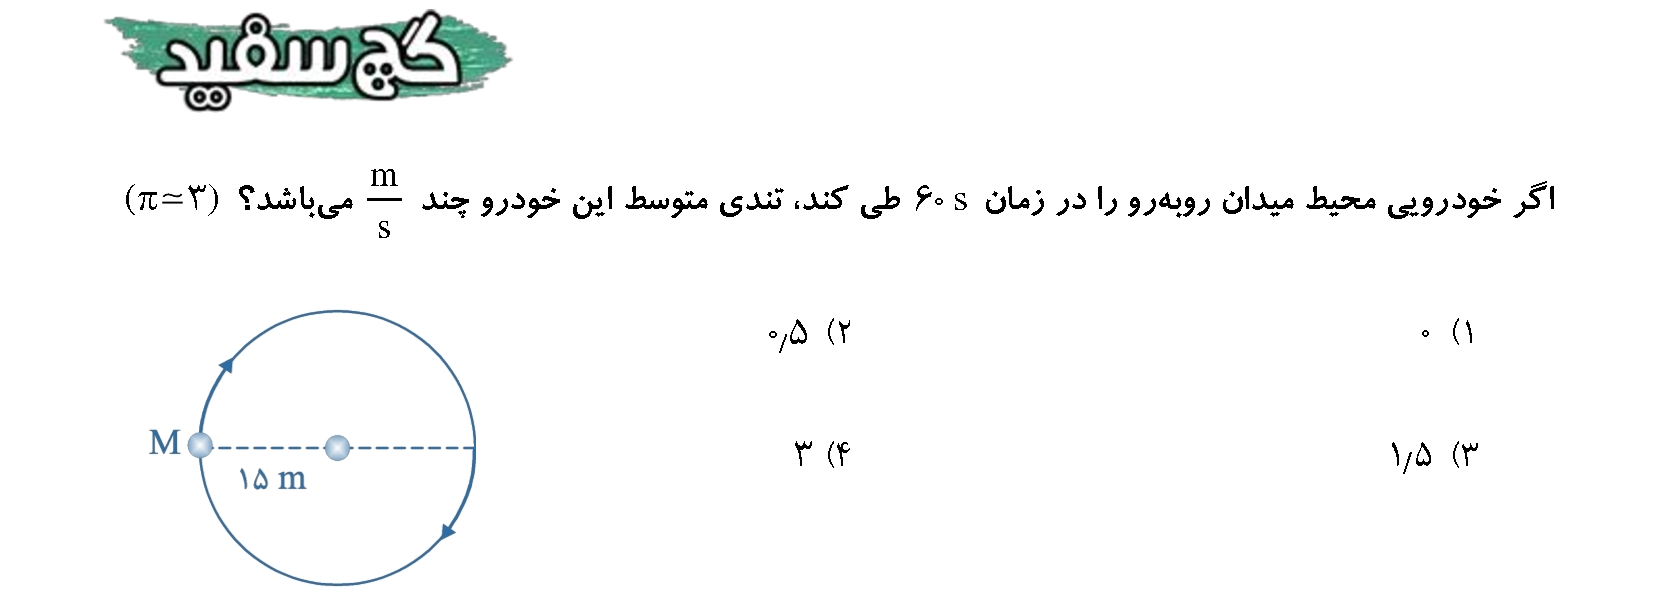 گچ سفید
اگر خودرویی محیط میدان روبه‌رو را در زمان ۶۰ s طی کند، تندی متوسط این خودرو چند m/s می‌باشد؟ (π≃۳)
۱) ۰
۲) ۰٫۵
۳) ۱٫۵
۴) ۳
M
۱۵ m